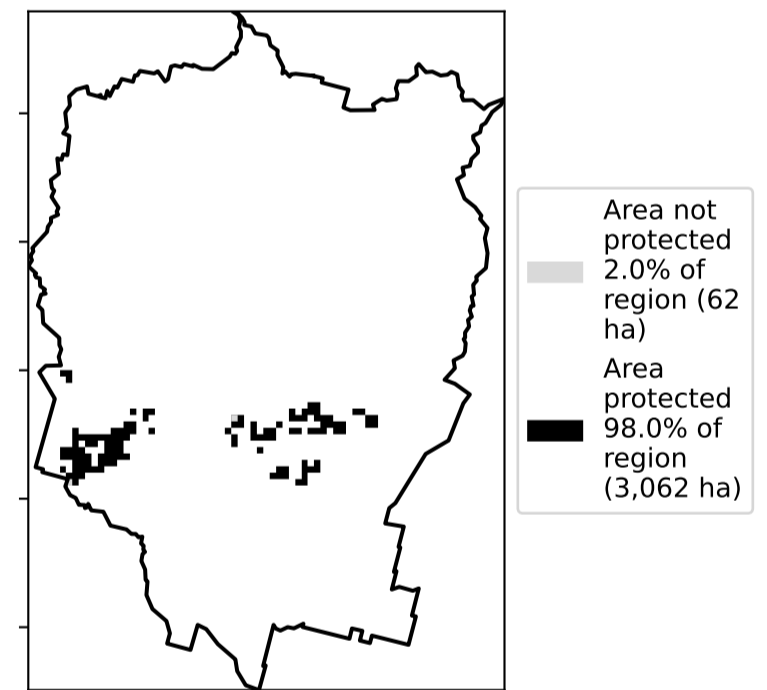 Area not
protected
2.0% of
region (62
ha)
Area
protected
98.0% of
region
(3,062 ha)